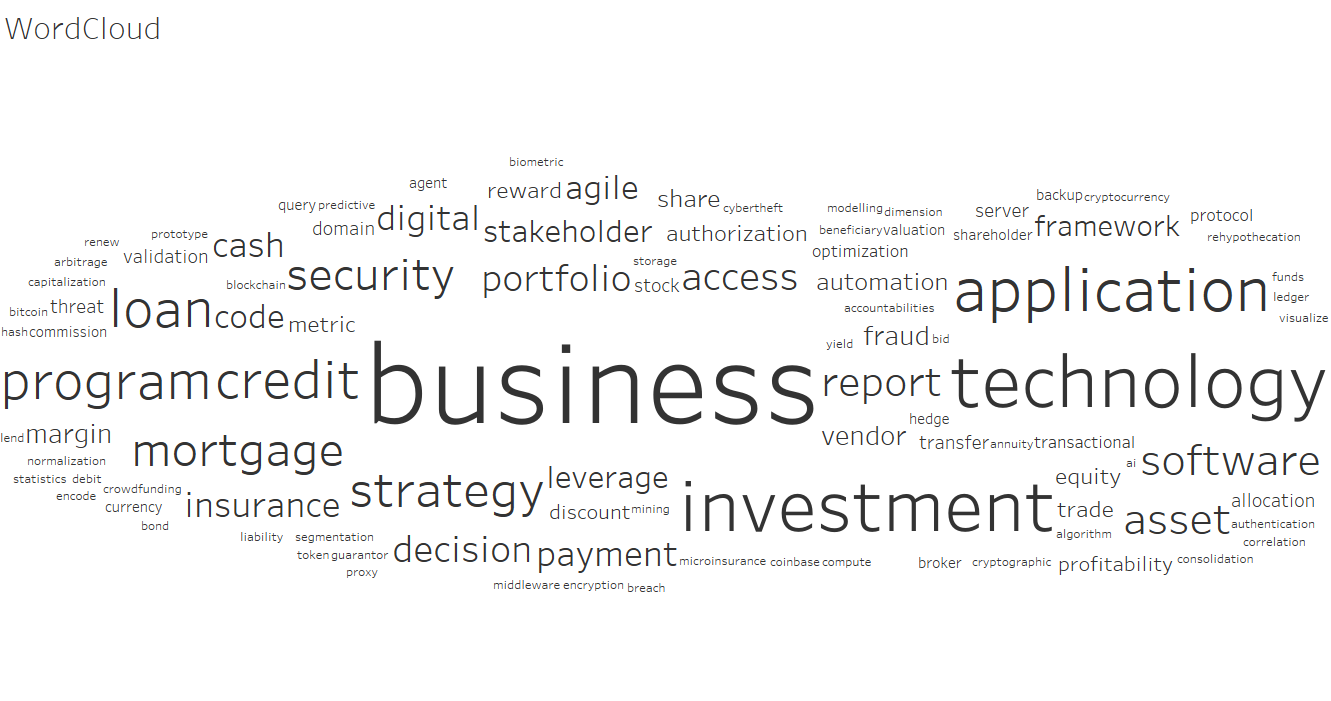 WordCloud
biometric
agent reward agile share backup cryptocurrency
query predictive digital cybertheft modelling dimension server protocol
domain stakeholder authorization beneficiary valuation shareholder framework rehypothecation
renew prototype validation cash optimization
arbitrage security portfolio storage stock access automation application funds
capitalization blockchain ledger
bitcoin threat loan code metric accountabilities visualize
hash commission yield fraud bid
program credit business report technology
lend margin mortgage hedge vendor transfer annuity transactional
normalization ai software
statistics debit strategy leverage equity
encode crowdfunding insurance investment allocation
currency discount mining trade asset authentication
bond algorithm
liability segmentation decision payment correlation
token guarantor microinsurance coinbase compute broker cryptographic profitability consolidation
proxy
middleware encryption breach